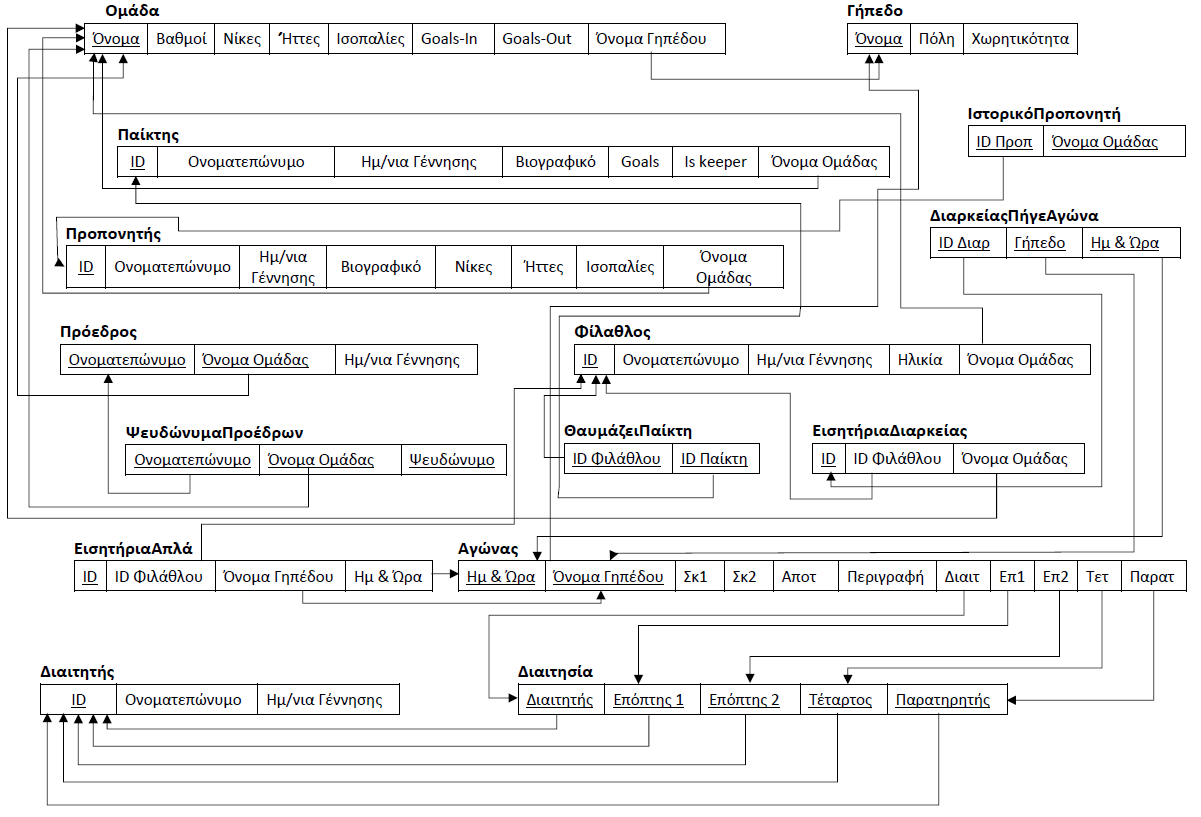 Ομάδα
Όνομα Βαθμοί Νίκες Ήττες Ισοπαλίες Goals-In Goals-Out Όνομα Γηπέδου
Γήπεδο
Όνομα Πόλη Χωρητικότητα
ΙστορικόΠροπονητή
ID Προπ Όνομα Ομάδας
Παίκτης
ID Ονοματεπώνυμο Ημ/νια Γέννησης Βιογραφικό Goals Is keeper Όνομα Ομάδας
ΔιαρκείαςΠήγεΑγώνα
ID Διαρ Γήπεδο Ημ & Ώρα
Προπονητής
ID Ονοματεπώνυμο Ημ/νια Γέννησης Βιογραφικό Νίκες Ήττες Ισοπαλίες Όνομα Ομάδας
Πρόεδρος
Ονοματεπώνυμο Όνομα Ομάδας Ημ/νια Γέννησης
Φίλαθλος
ID Ονοματεπώνυμο Ημ/νια Γέννησης Ηλικία Όνομα Ομάδας
ΨευδώνυμαΠροέδρων
Ονοματεπώνυμο Όνομα Ομάδας Ψευδώνυμο
ΘαυμάζειΠαίκτη
ID Φιλάθλου ID Παίκτη
ΕισητήριαΔιαρκείας
ID ID Φιλάθλου Όνομα Ομάδας
ΕισητήριαΑπλά
ID ID Φιλάθλου Όνομα Γηπέδου Ημ & Ώρα
Αγώνας
Ημ & Ώρα Όνομα Γηπέδου Σκ1 Σκ2 Αποτ Περιγραφή Διαιτ Επ1 Επ2 Τετ Παρατ
Διαιτητής
ID Ονοματεπώνυμο Ημ/νια Γέννησης
Διαιτησία
Διαιτητής Επόπτης 1 Επόπτης 2 Τέταρτος Παρατηρητής